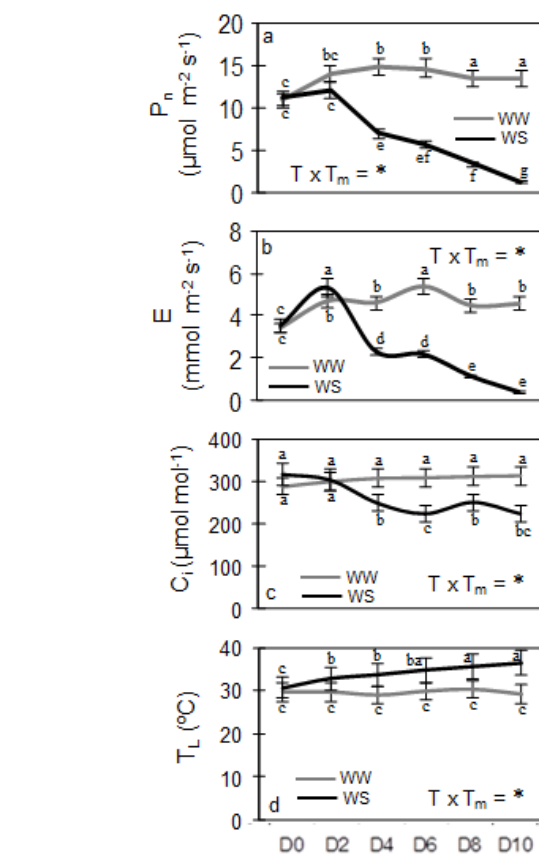 20
a
bc
b
b
a
a
15
c
10
c
c
WW
WS
5
e
ef
f
g
T x Tm = *
0
Pn
(µmol m-2 s-1)
8
b
a
T x Tm = *
6
a
b
b
b
c
4
b
c
d
d
2
WW
WS
e
e
0
E
(mmol m-2 s-1)
400
a
a
a
a
a
a
300
a
a
200
b
c
b
bc
100
WW
WS
T x Tm = *
c
0
Ci (µmol mol-1)
40
c
b
b
ba
a
a
30
c
c
c
c
c
c
20
10
WW
WS
T x Tm = *
d
0
TL (ºC)
D0 D2 D4 D6 D8 D10